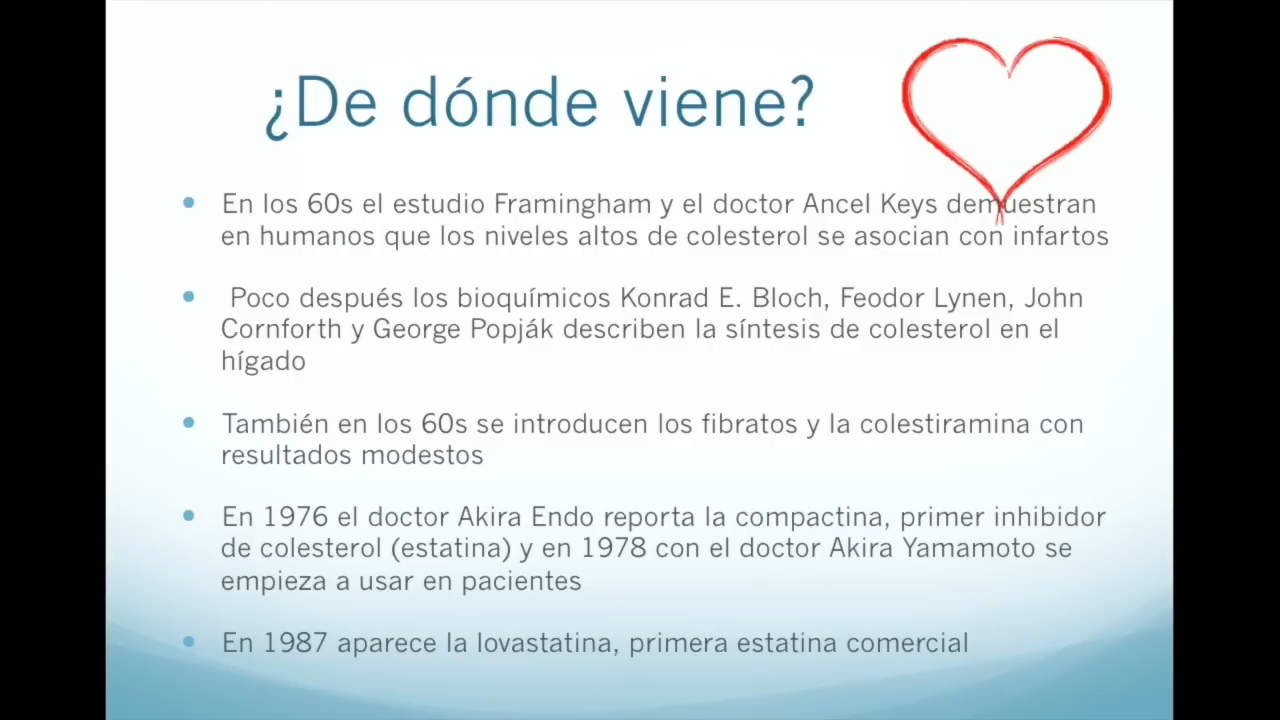 ¿De dónde viene?
En los 60s el estudio Framingham y el doctor Ancel Keys demuestran
en humanos que los niveles altos de colesterol se asocian con infartos
Poco después los bioquímicos Konrad E. Bloch, Feodor Lynen, John
Cornforth y George Popják describen la síntesis de colesterol en el
hígado
También en los 60s se introducen los fibratos y la colestiramina con
resultados modestos
En 1976 el doctor Akira Endo reporta la compactina, primer inhibidor
de colesterol (estatina) y en 1978 con el doctor Akira Yamamoto se
empieza a usar en pacientes
En 1987 aparece la lovastatina, primera estatina comercial